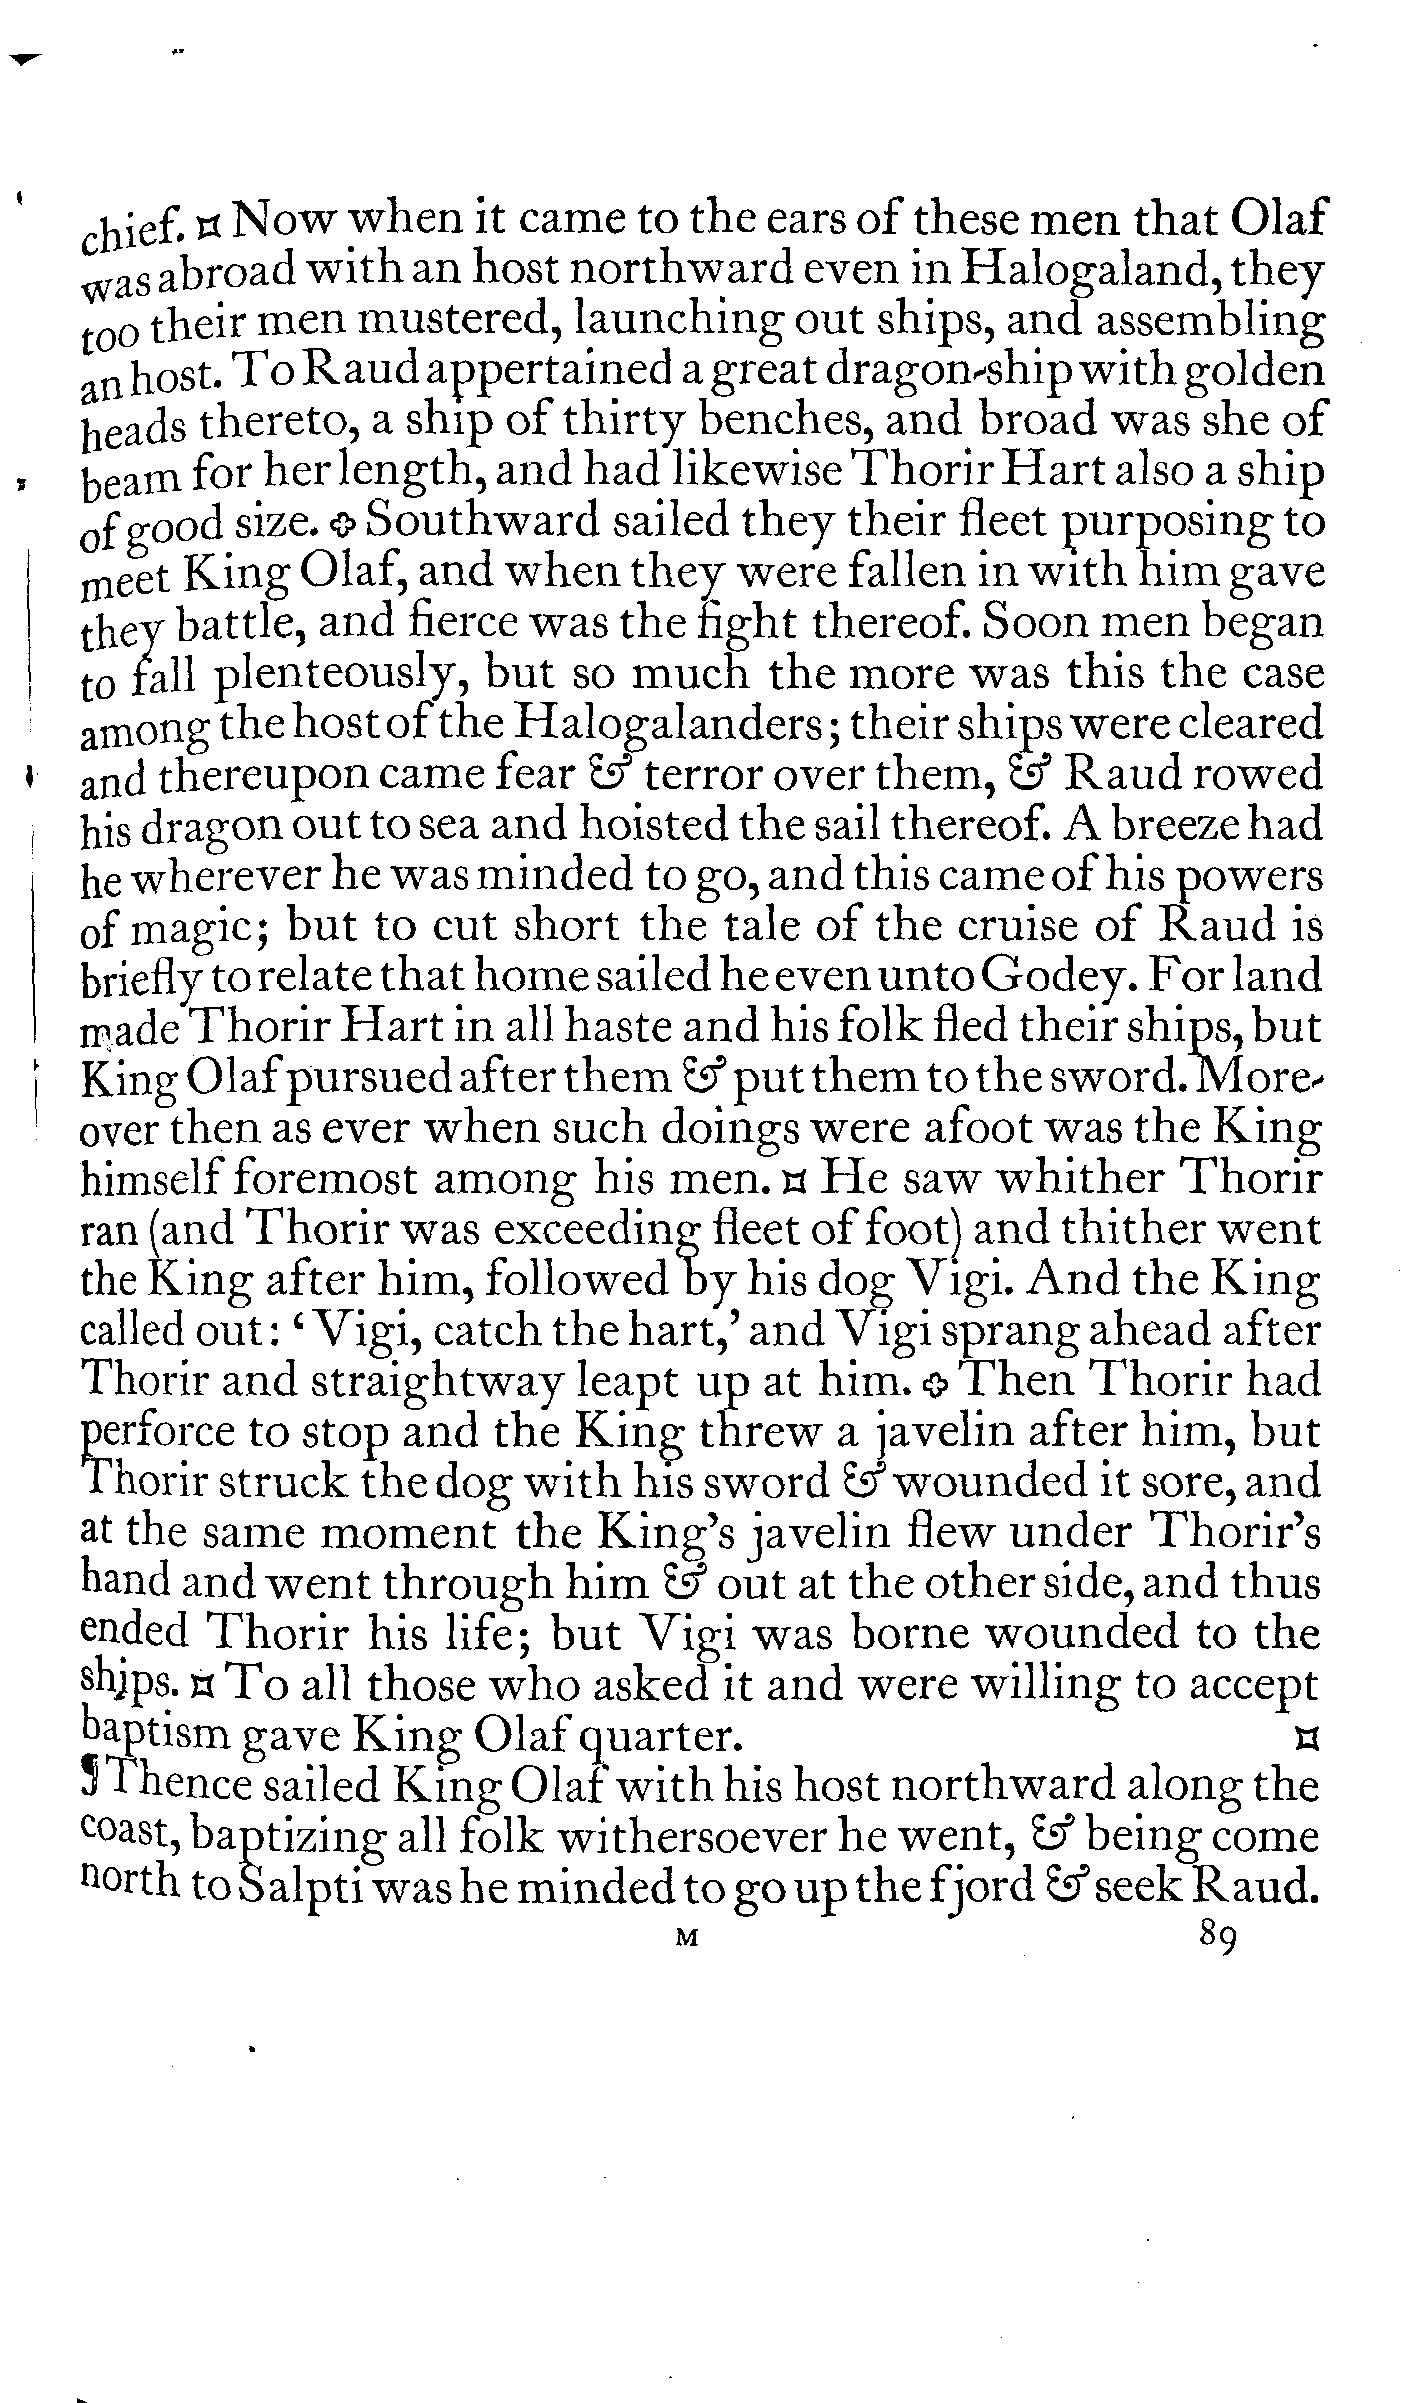 chief. ¤ Now when it came to the ears of these men that Olaf
was abroad with an host northward even in Halogaland, they
too their men mustered, launching out ships, and assembling
an host. To Raud appertained a great dragon-ship with golden
heads thereto, a ship of thirty benches, and broad was she of
beam for her length, and had likewise Thorir Hart also a ship
of good size. ✣ Southward sailed they their fleet purposing to
meet King Olaf, and when they were fallen in with him gave
they battle, and fierce was the fight thereof. Soon men began
to fall plenteously, but so much the more was this the case
among the host of the Halogalanders; their ships were cleared
and thereupon came fear & terror over them, & Raud rowed
his dragon out to sea and hoisted the sail thereof. A breeze had
he wherever he was minded to go, and this came of his powers
of magic; but to cut short the tale of the cruise of Raud is
briefly to relate that home sailed he even unto Godey. For land
made Thorir Hart in all haste and his folk fled their ships, but
King Olaf pursued after them & put them to the sword. More-
over then as ever when such doings were afoot was the King
himself foremost among his men. ¤ He saw whither Thorir
ran (and Thorir was exceeding fleet of foot) and thither went
the King after him, followed by his dog Vigi. And the King
called out: ‘Vigi, catch the hart,’ and Vigi sprang ahead after
Thorir and straightway leapt up at him. ✣ Then Thorir had
perforce to stop and the King threw a javelin after him, but
Thorir struck the dog with his sword & wounded it sore, and
at the same moment the King’s javelin flew under Thorir’s
hand and went through him & out at the other side, and thus
ended Thorir his life; but Vigi was borne wounded to the
ships. ¤ To all those who asked it and were willing to accept
baptism gave King Olaf quarter. ¤
¶Thence sailed King Olaf with his host northward along the
coast, baptizing all folk withersoever he went, & being come
north to Salpti was he minded to go up the fjord & seek Raud.
M 89